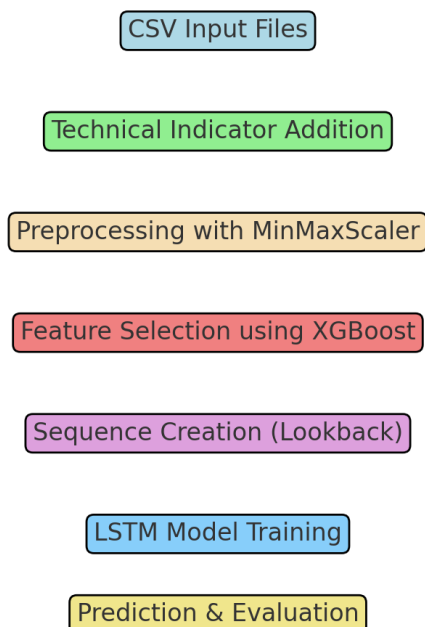 CSV Input Files
Technical Indicator Addition
Preprocessing with MinMaxScaler
Feature Selection using XGBoost
Sequence Creation (Lookback)
LSTM Model Training
Prediction & Evaluation